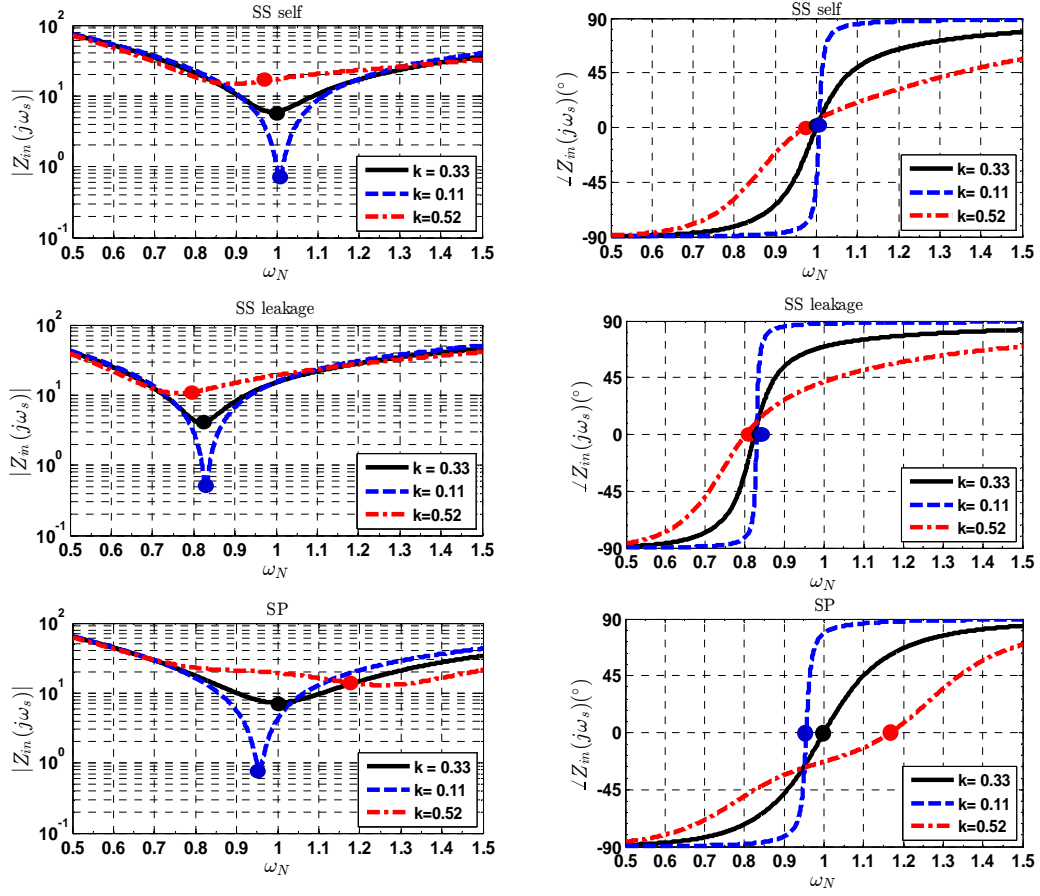 SS self
|Z_in(jω_s)|
10^2
10^1
10^0
10^-1
k = 0.33
k= 0.11
k=0.52
0.5 0.6 0.7 0.8 0.9 1 1.1 1.2 1.3 1.4 1.5
ω_N
SS self
∠Z_in(jω_s)(°)
90
45
0
-45
-90
k = 0.33
k= 0.11
k=0.52
0.5 0.6 0.7 0.8 0.9 1 1.1 1.2 1.3 1.4 1.5
ω_N
SS leakage
|Z_in(jω_s)|
10^2
10^1
10^0
10^-1
k = 0.33
k= 0.11
k=0.52
0.5 0.6 0.7 0.8 0.9 1 1.1 1.2 1.3 1.4 1.5
ω_N
SS leakage
∠Z_in(jω_s)(°)
90
45
0
-45
-90
k = 0.33
k= 0.11
k=0.52
0.5 0.6 0.7 0.8 0.9 1 1.1 1.2 1.3 1.4 1.5
ω_N
SP
|Z_in(jω_s)|
10^2
10^1
10^0
10^-1
k = 0.33
k= 0.11
k=0.52
0.5 0.6 0.7 0.8 0.9 1 1.1 1.2 1.3 1.4 1.5
ω_N
SP
∠Z_in(jω_s)(°)
90
45
0
-45
-90
k = 0.33
k= 0.11
k=0.52
0.5 0.6 0.7 0.8 0.9 1 1.1 1.2 1.3 1.4 1.5
ω_N